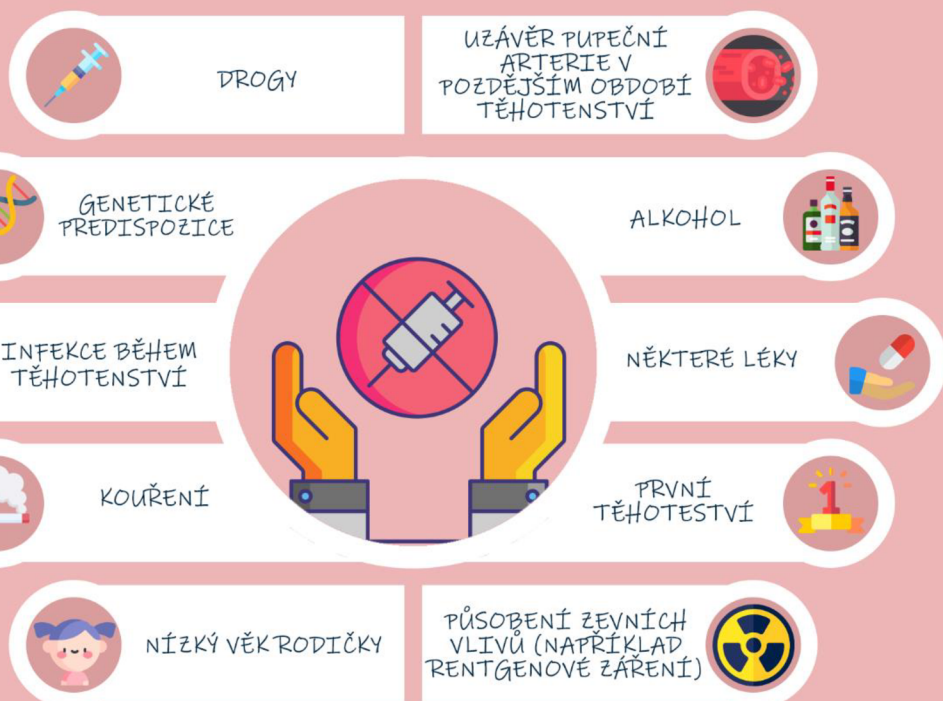 DROGY
UZÁVĚR PUPEČNÍ
ARTERIE V
POZDĚJŠÍM OBDOBÍ
TĚHOTENSTVÍ
GENETICKÉ
PREDISPOZICE
ALKOHOL
INFEKCE BĚHEM
TĚHOTENSTVÍ
NĚKTERÉ LÉKY
KOUŘENÍ
PRVNÍ
TĚHOTESTVÍ
1
NÍZKÝ VĚK RODIČKY
PŮSOBENÍ ZEVNÍCH
VLIVŮ (NAPŘÍKLAD
RENTGENOVÉ ZÁŘENÍ)